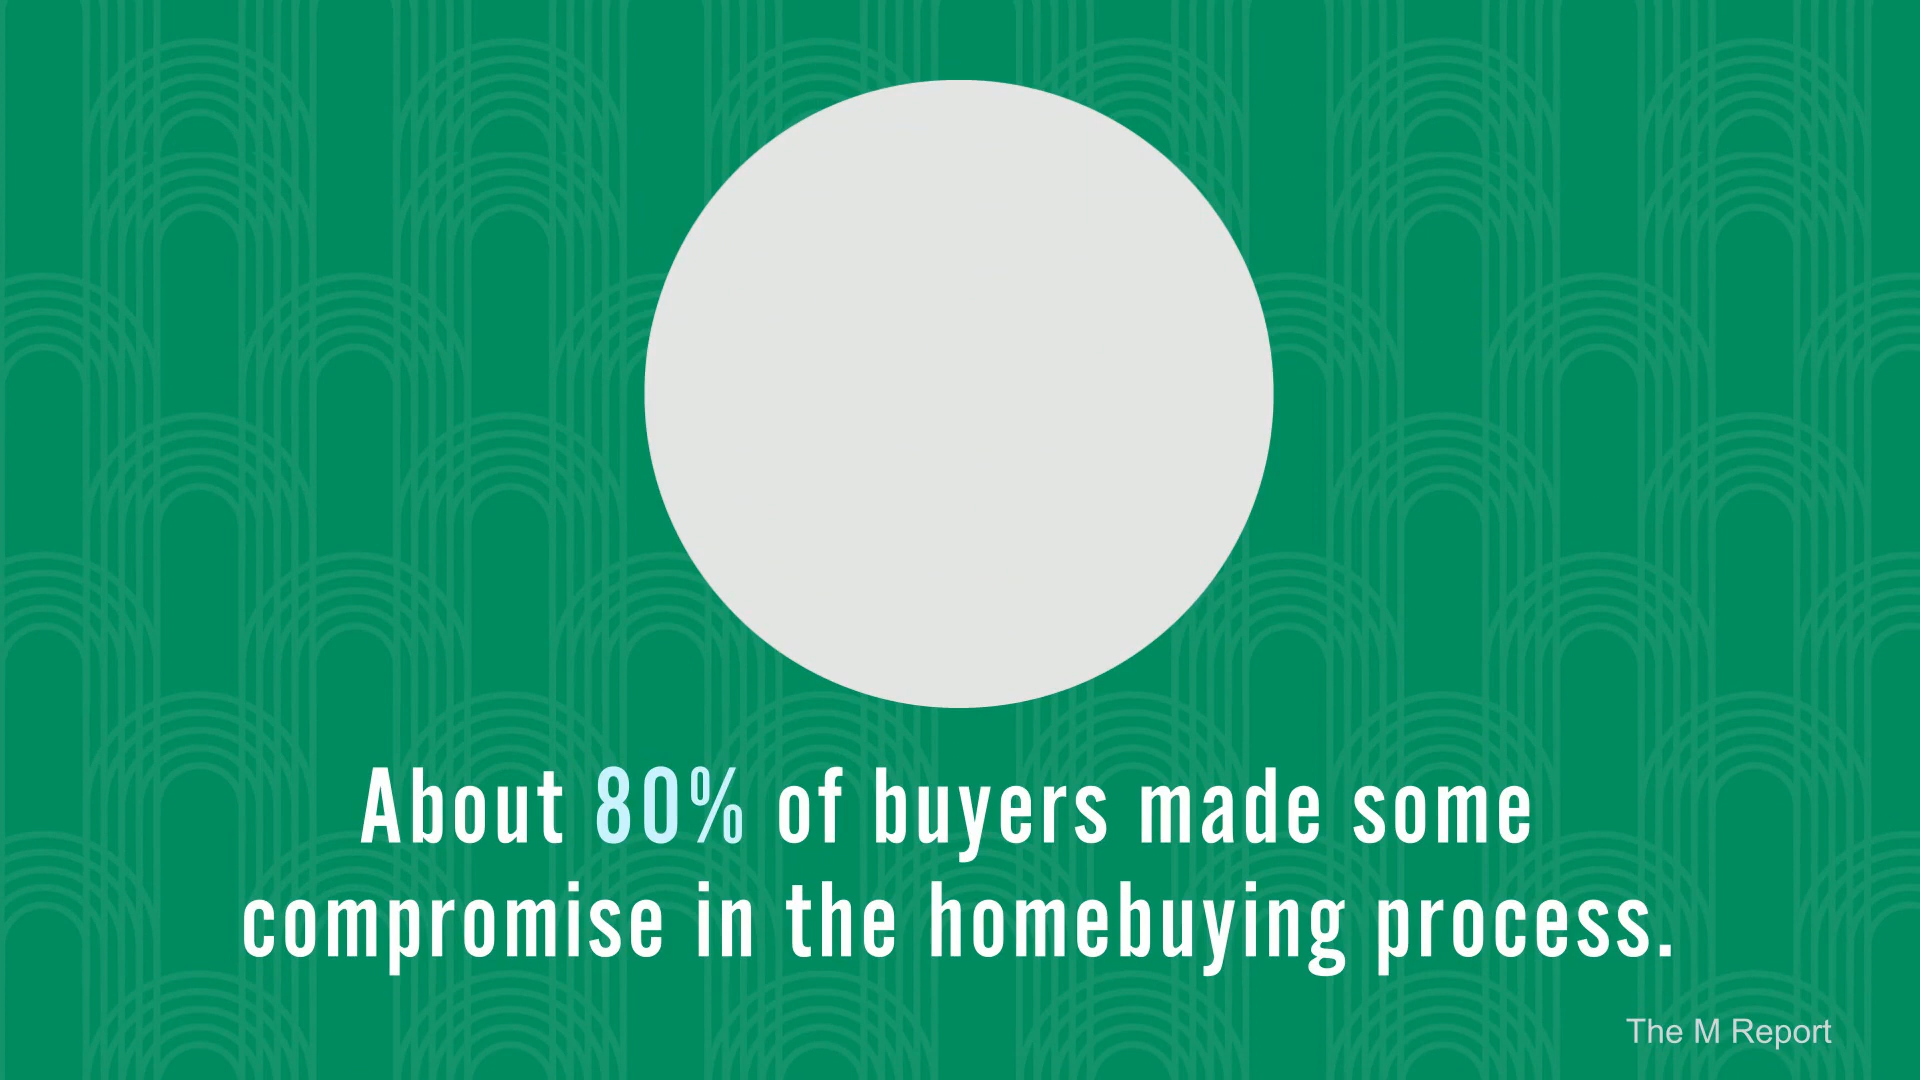 About 80% of buyers made some
compromise in the homebuying process.
The M Report